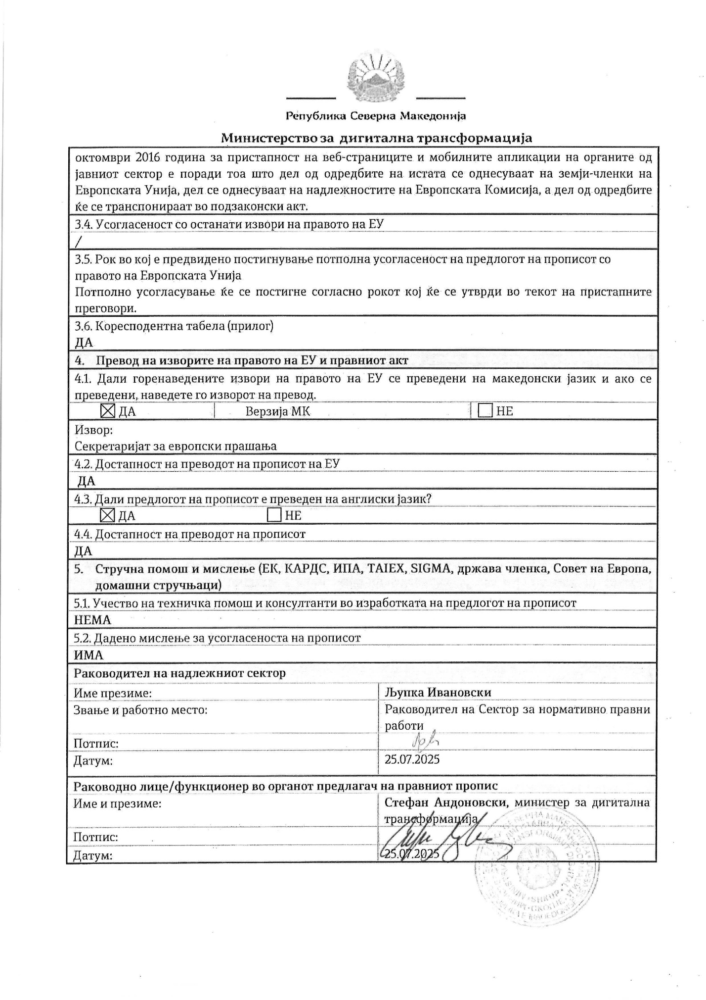 Република Северна Македонија
Министерство за дигитална трансформација
октомври 2016 година за пристапност на веб-страниците и мобилните апликации на органите од
јавниот сектор е поради тоа што дел од одредбите на истата се однесуваат на земји-членки на
Европската Унија, дел се однесуваат на надлежностите на Европската Комисија, а дел од одредбите
ќе се транспонираат во подзаконски акт.
3.4. Усогласеност со останати извори на правото на ЕУ
/
3.5. Рок во кој е предвидено постигнување потполна усогласеност на предлогот на прописот со
правото на Европската Унија
Потполно усогласување ќе се постигне согласно рокот кој ќе се утврди во текот на пристапните
преговори.
3.6. Коресподентна табела (прилог)
ДА
4. Превод на изворите на правото на ЕУ и правниот акт
4.1. Дали горенаведените извори на правото на ЕУ се преведени на македонски јазик и ако се
преведени, наведете го изворот на превод.
☒ ДА Верзија МК ☐ НЕ
Извор:
Секретаријат за европски прашања
4.2. Достапност на преводот на прописот на ЕУ
ДА
4.3. Дали предлогот на прописот е преведен на англиски јазик?
☒ ДА ☐ НЕ
4.4. Достапност на преводот на прописот
ДА
5. Стручна помош и мислење (ЕК, КАРДС, ИПА, TAIEX, SIGMA, држава членка, Совет на Европа,
домашни стручњаци)
5.1. Учество на техничка помош и консултанти во изработката на предлогот на прописот
НЕМА
5.2. Дадено мислење за усогласеноста на прописот
ИМА
Раководител на надлежниот сектор
Име презиме: Љупка Ивановски
Звање и работно место: Раководител на Сектор за нормативно правни
работи
Потпис:
Датум: 25.07.2025
Раководно лице/функционер во органот предлагач на правниот пропис
Име и презиме: Стефан Андоновски, министер за дигитална
трансформација
Потпис:
Датум: 25.07.2025